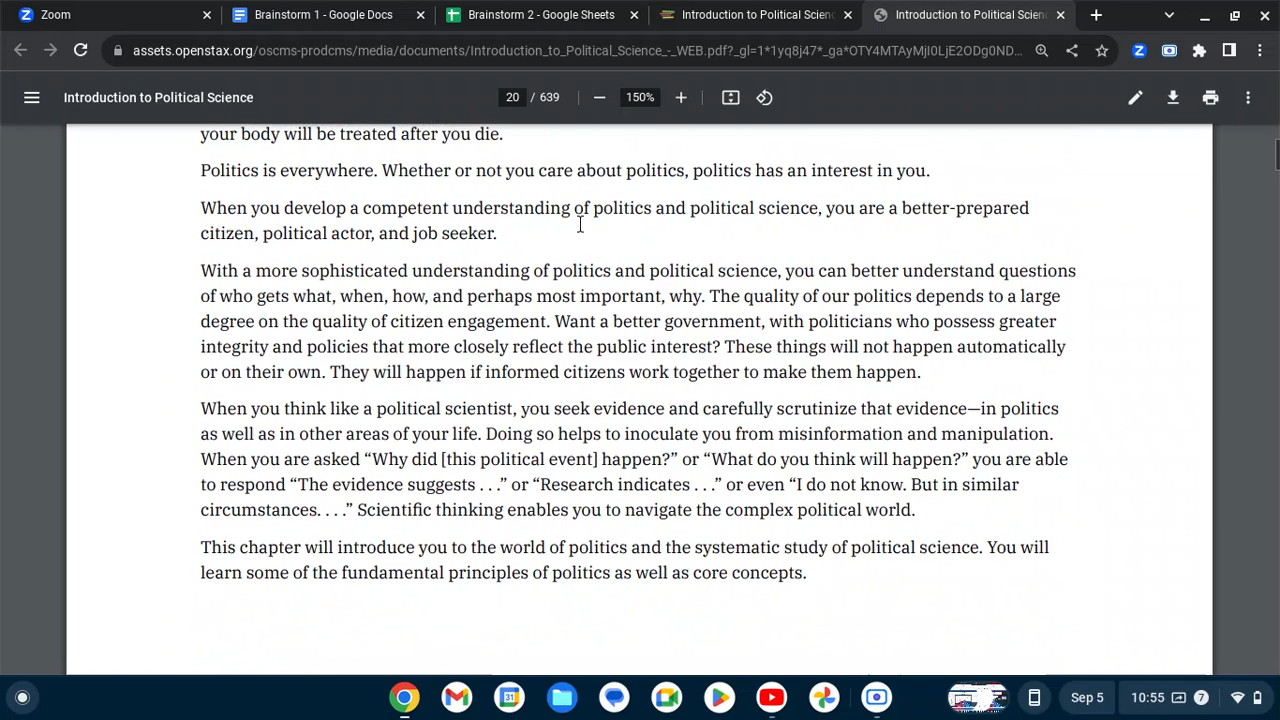 Zoom
Brainstorm 1 - Google Docs
Brainstorm 2 - Google Sheets
Introduction to Political Scienc
Introduction to Political Scienc
assets.openstax.org/oscms-prodcms/media/documents/Introduction_to_Political_Science_-_WEB.pdf?_gl=1*1yq8j47*_ga*OTY4MTAyMjI0LjE2ODg0ND...
Introduction to Political Science
20 / 639
150%
your body will be treated after you die.
Politics is everywhere. Whether or not you care about politics, politics has an interest in you.
When you develop a competent understanding of politics and political science, you are a better-prepared
citizen, political actor, and job seeker.
With a more sophisticated understanding of politics and political science, you can better understand questions
of who gets what, when, how, and perhaps most important, why. The quality of our politics depends to a large
degree on the quality of citizen engagement. Want a better government, with politicians who possess greater
integrity and policies that more closely reflect the public interest? These things will not happen automatically
or on their own. They will happen if informed citizens work together to make them happen.
When you think like a political scientist, you seek evidence and carefully scrutinize that evidence—in politics
as well as in other areas of your life. Doing so helps to inoculate you from misinformation and manipulation.
When you are asked “Why did [this political event] happen?” or “What do you think will happen?” you are able
to respond “The evidence suggests . . .” or “Research indicates . . .” or even “I do not know. But in similar
circumstances. . . .” Scientific thinking enables you to navigate the complex political world.
This chapter will introduce you to the world of politics and the systematic study of political science. You will
learn some of the fundamental principles of politics as well as core concepts.
Sep 5
10:55
7